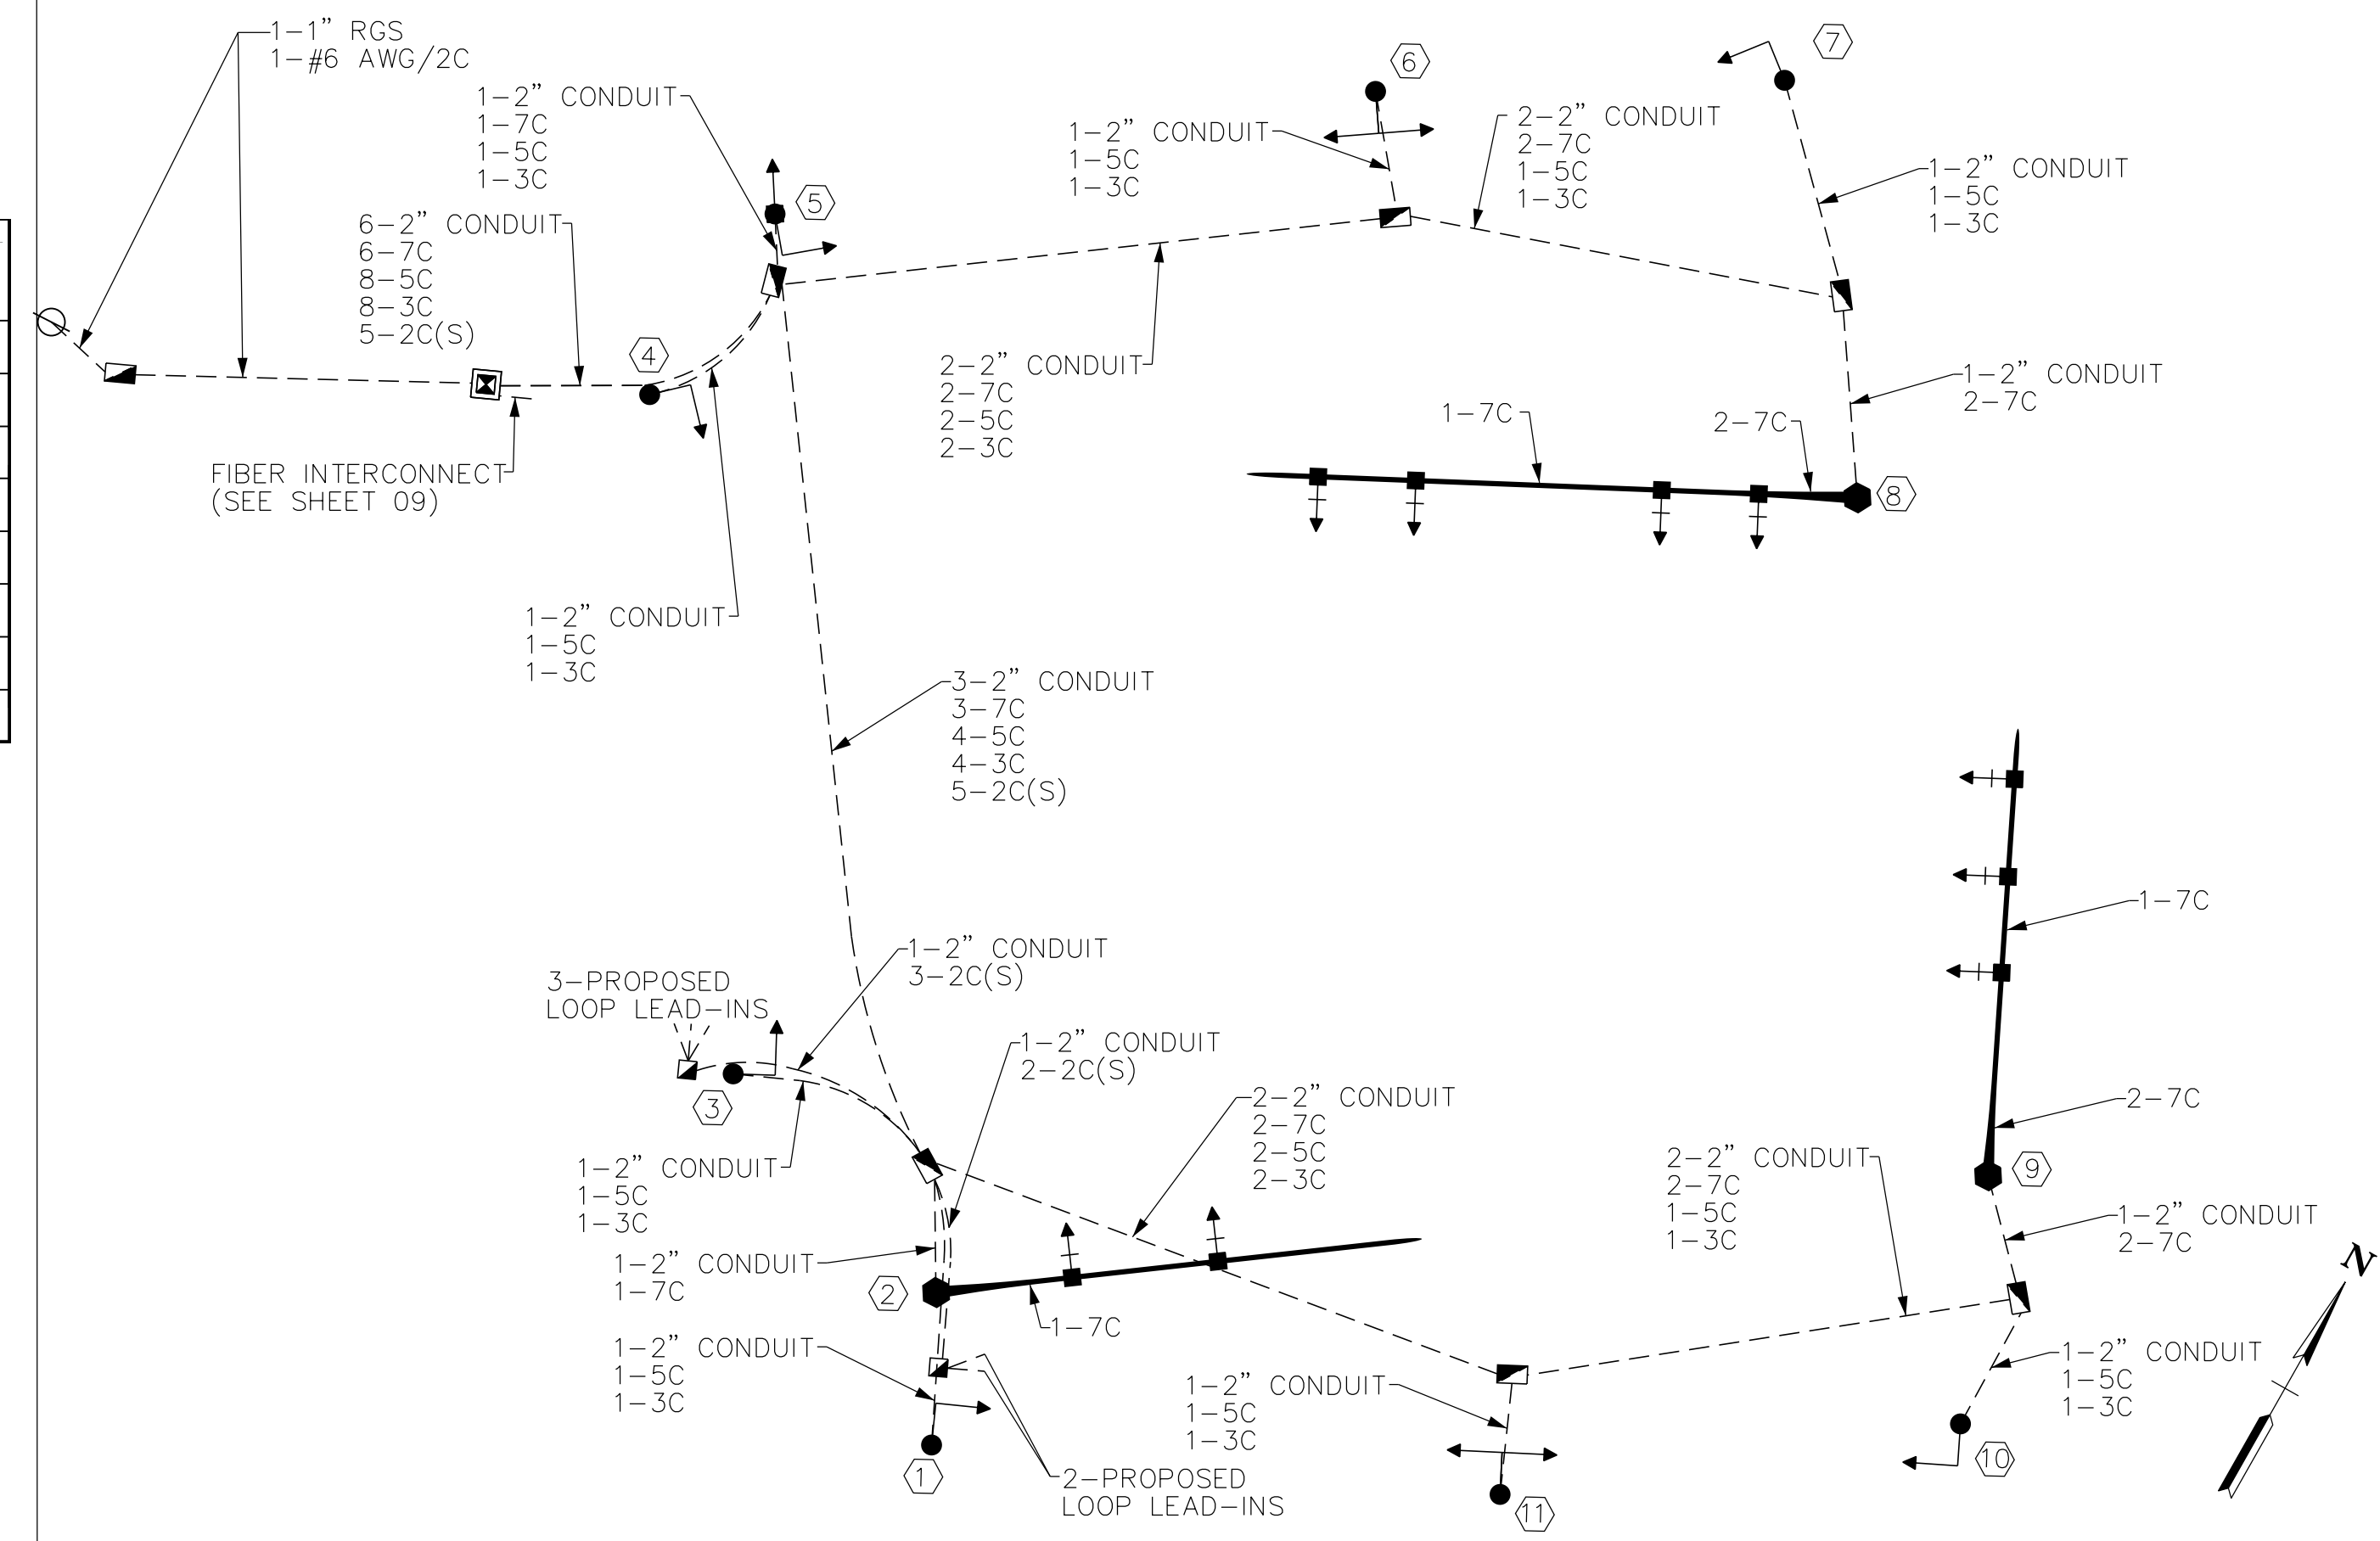 1-1" RGS
1-#6 AWG/2C
1-2" CONDUIT
1-7C
1-5C
1-3C
6-2" CONDUIT
6-7C
8-5C
8-3C
5-2C(S)
5
4
FIBER INTERCONNECT
(SEE SHEET 09)
1-2" CONDUIT
1-5C
1-3C
6
2-2" CONDUIT
2-7C
1-5C
1-3C
7
1-2" CONDUIT
1-5C
1-3C
2-2" CONDUIT
2-7C
2-5C
2-3C
1-7C
2-7C
1-2" CONDUIT
2-7C
8
1-2" CONDUIT
1-5C
1-3C
3-2" CONDUIT
3-7C
4-5C
4-3C
5-2C(S)
1-7C
1-2" CONDUIT
3-2C(S)
3-PROPOSED
LOOP LEAD-INS
1-2" CONDUIT
2-2C(S)
3
2-2" CONDUIT
2-7C
2-5C
2-3C
2-7C
1-2" CONDUIT
1-5C
1-3C
2-2" CONDUIT
2-7C
1-5C
1-3C
9
1-2" CONDUIT
2-7C
1-2" CONDUIT
1-7C
2
1-7C
N
1-2" CONDUIT
1-5C
1-3C
1-2" CONDUIT
1-5C
1-3C
1-2" CONDUIT
1-5C
1-3C
1
2-PROPOSED
LOOP LEAD-INS
11
10